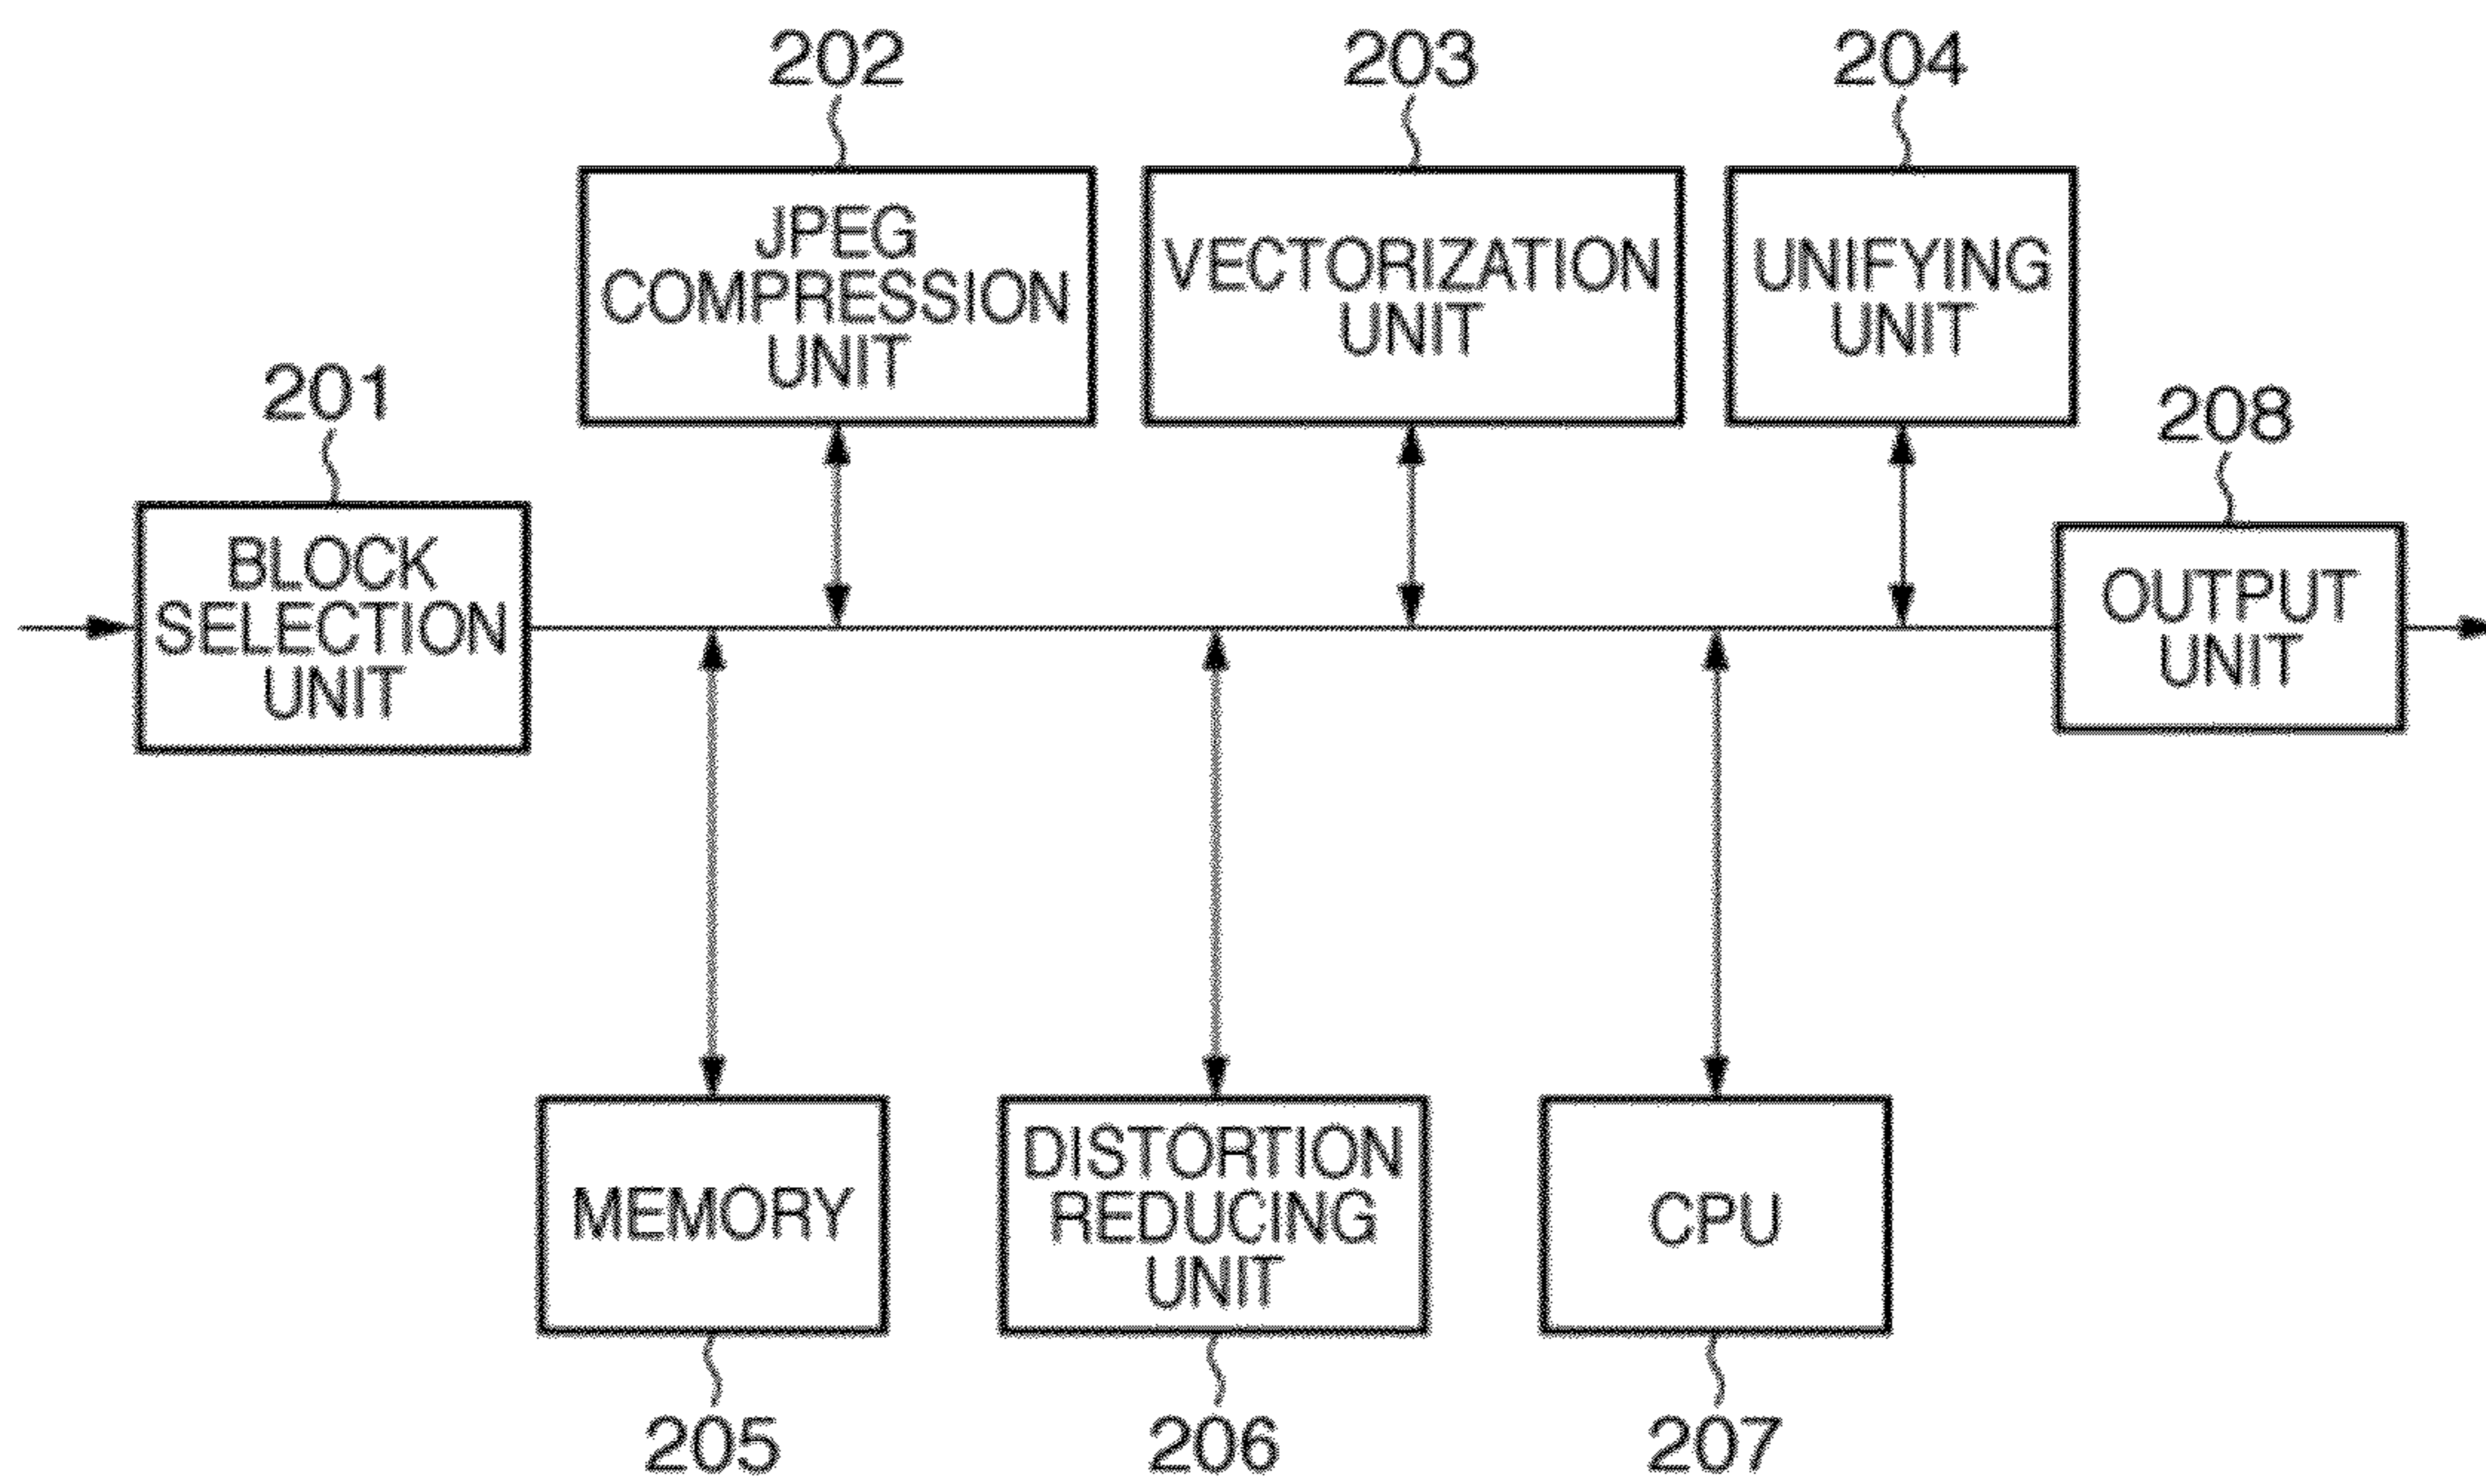 202
203
204
JPEG
COMPRESSION
UNIT
VECTORIZATION
UNIT
UNIFYING
UNIT
201
208
BLOCK
SELECTION
UNIT
OUTPUT
UNIT
MEMORY
DISTORTION
REDUCING
UNIT
CPU
205
206
207